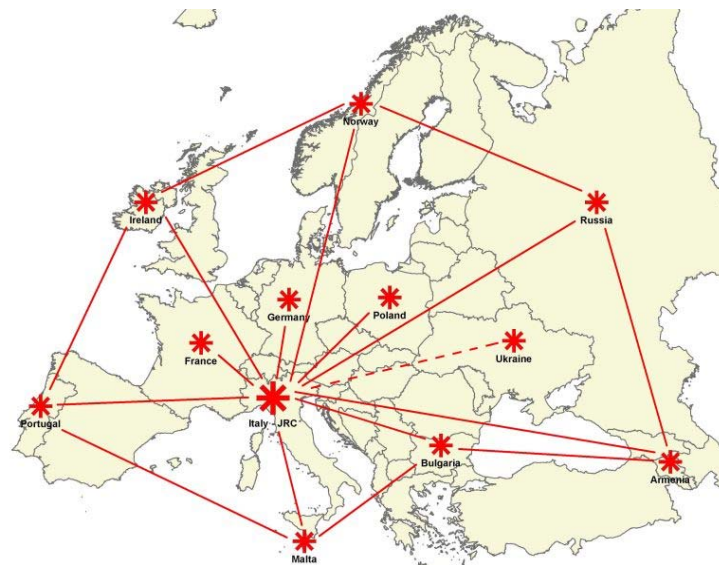 Norway
Ireland
Russia
Germany
Poland
France
Ukraine
Italy - JRC
Portugal
Bulgaria
Armenia
Malta